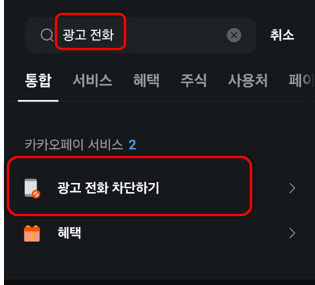 광고 전화 취소
통합 서비스 혜택 주식 사용처 페이
카카오페이 서비스 2
광고 전화 차단하기
혜택